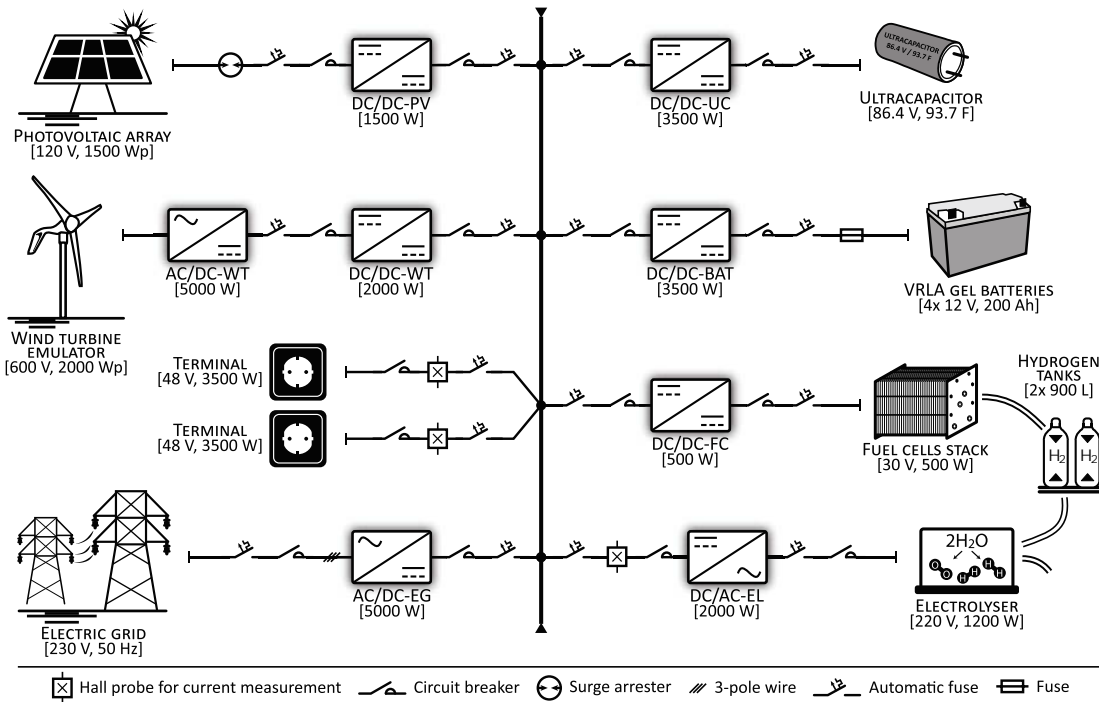 PHOTOVOLTAIC ARRAY
[120 V, 1500 Wp]
DC/DC-PV
[1500 W]
DC/DC-UC
[3500 W]
ULTRACAPACITOR
86.4 V / 93.7 F
ULTRACAPACITOR
[86.4 V, 93.7 F]
WIND TURBINE
EMULATOR
[600 V, 2000 Wp]
AC/DC-WT
[5000 W]
DC/DC-WT
[2000 W]
DC/DC-BAT
[3500 W]
VRLA GEL BATTERIES
[4x 12 V, 200 Ah]
TERMINAL
[48 V, 3500 W]
TERMINAL
[48 V, 3500 W]
DC/DC-FC
[500 W]
FUEL CELLS STACK
[30 V, 500 W]
HYDROGEN
TANKS
[2x 900 L]
H2
H2
ELECTRIC GRID
[230 V, 50 Hz]
AC/DC-EG
[5000 W]
DC/AC-EL
[2000 W]
2H2O
O O H H H H
ELECTROLYSER
[220 V, 1200 W]
Hall probe for current measurement
Circuit breaker
Surge arrester
3-pole wire
Automatic fuse
Fuse